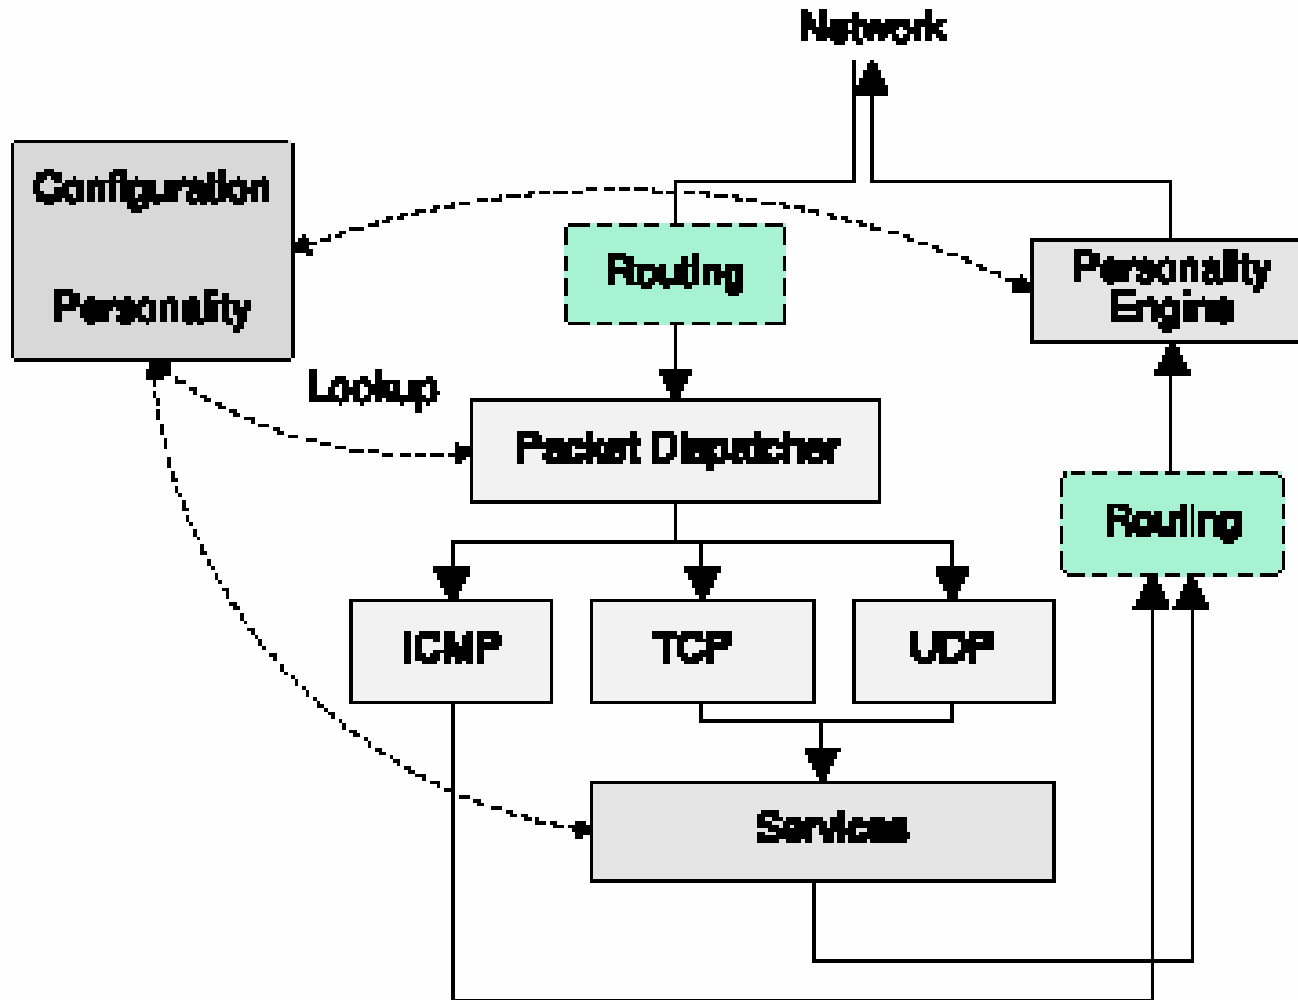 Network
Configuration
Personality
Routing
Personality
Engine
Lookup
Packet Dispatcher
Routing
ICMP
TCP
UDP
Services